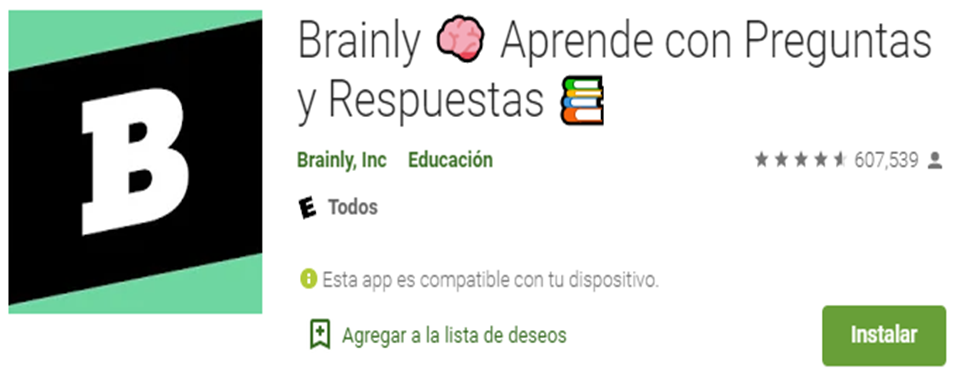 B
Brainly 🧠 Aprende con Preguntas
y Respuestas 📚
Brainly, Inc Educación 607,539
E Todos
Esta app es compatible con tu dispositivo.
Agregar a la lista de deseos
Instalar